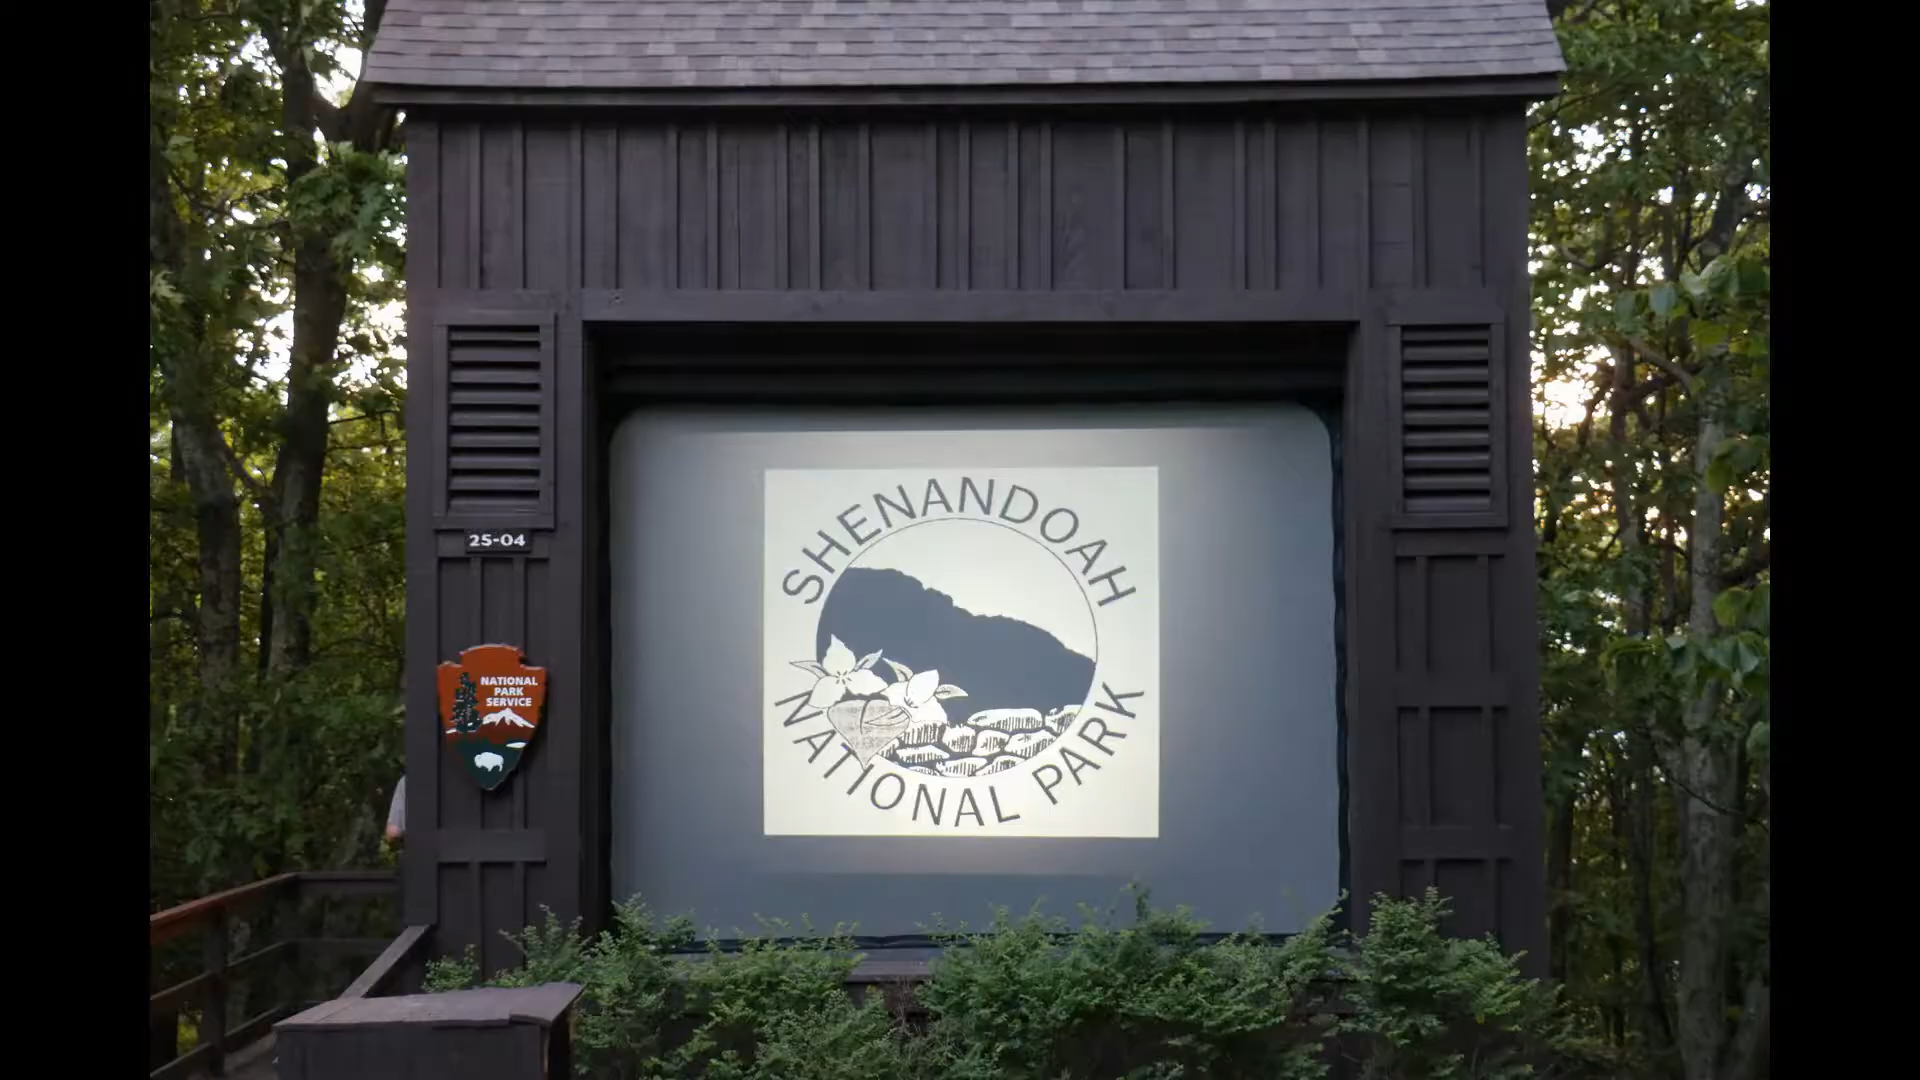 SHENANDOAH
25-04
NATIONAL
PARK
SERVICE
NATIONAL PARK